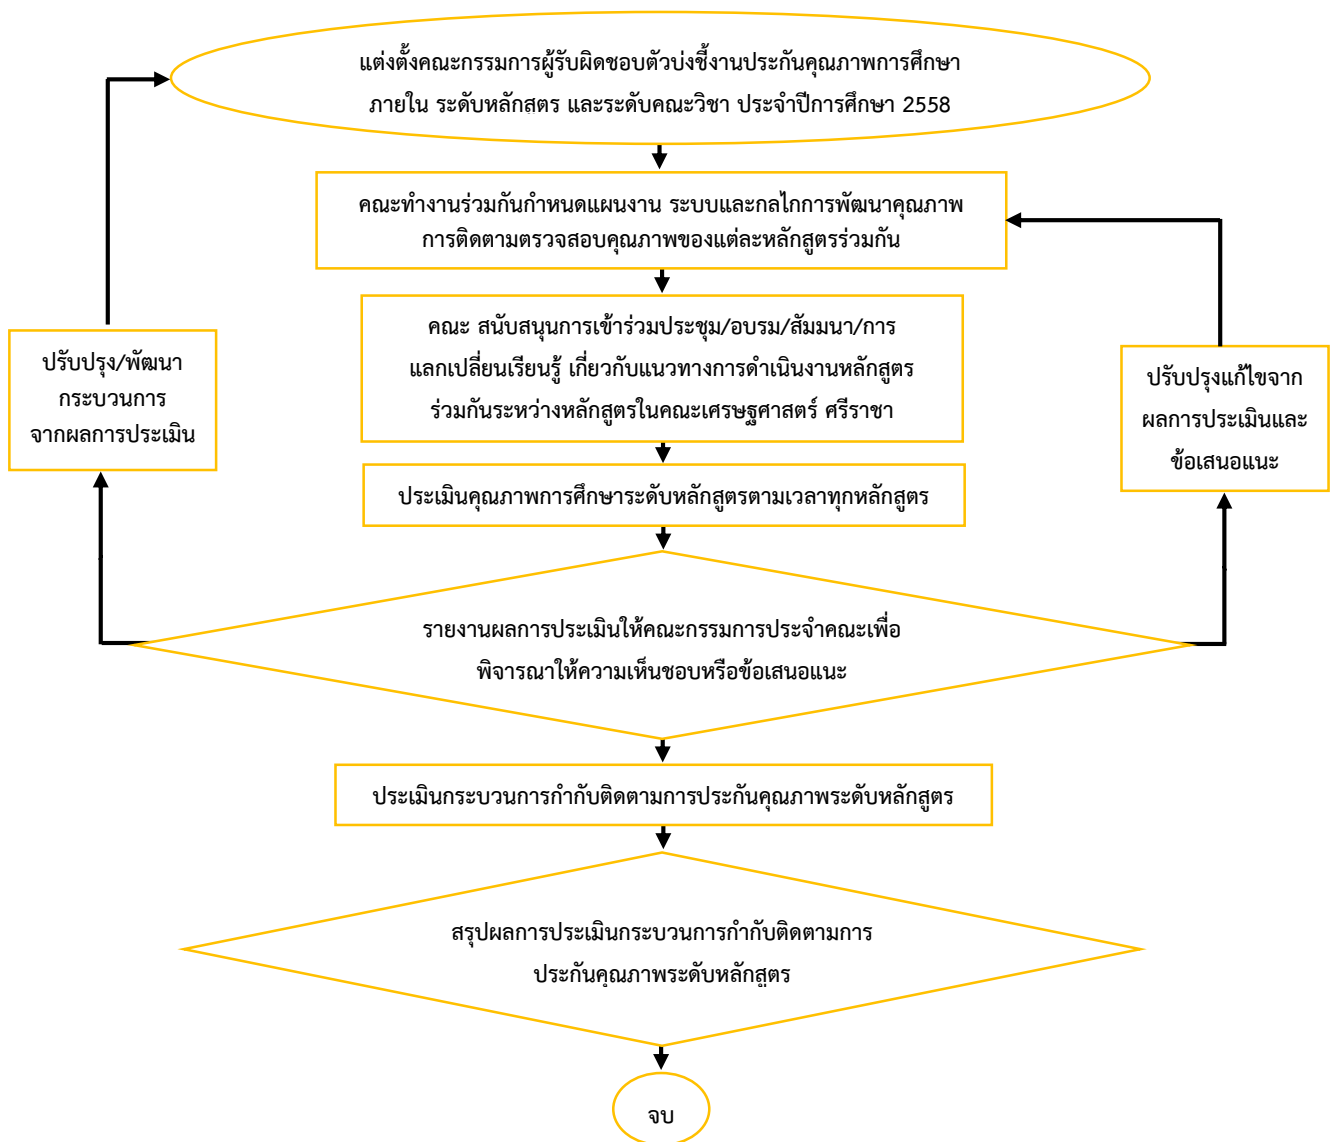 แต่งตั้งคณะกรรมการผู้รับผิดชอบตัวบ่งชี้งานประกันคุณภาพการศึกษา
ภายใน ระดับหลักสูตร และระดับคณะวิชา ประจำปีการศึกษา 2558
คณะทำงานร่วมกันกำหนดแผนงาน ระบบและกลไกการพัฒนาคุณภาพ
การติดตามตรวจสอบคุณภาพของแต่ละหลักสูตรร่วมกัน
คณะ สนับสนุนการเข้าร่วมประชุม/อบรม/สัมมนา/การ
แลกเปลี่ยนเรียนรู้ เกี่ยวกับแนวทางการดำเนินงานหลักสูตร
ร่วมกันระหว่างหลักสูตรในคณะเศรษฐศาสตร์ ศรีราชา
ปรับปรุง/พัฒนา
กระบวนการ
จากผลการประเมิน
ปรับปรุงแก้ไขจาก
ผลการประเมินและ
ข้อเสนอแนะ
ประเมินคุณภาพการศึกษาระดับหลักสูตรตามเวลาทุกหลักสูตร
รายงานผลการประเมินให้คณะกรรมการประจำคณะเพื่อ
พิจารณาให้ความเห็นชอบหรือข้อเสนอแนะ
ประเมินกระบวนการกำกับติดตามการประกันคุณภาพระดับหลักสูตร
สรุปผลการประเมินกระบวนการกำกับติดตามการ
ประกันคุณภาพระดับหลักสูตร
จบ